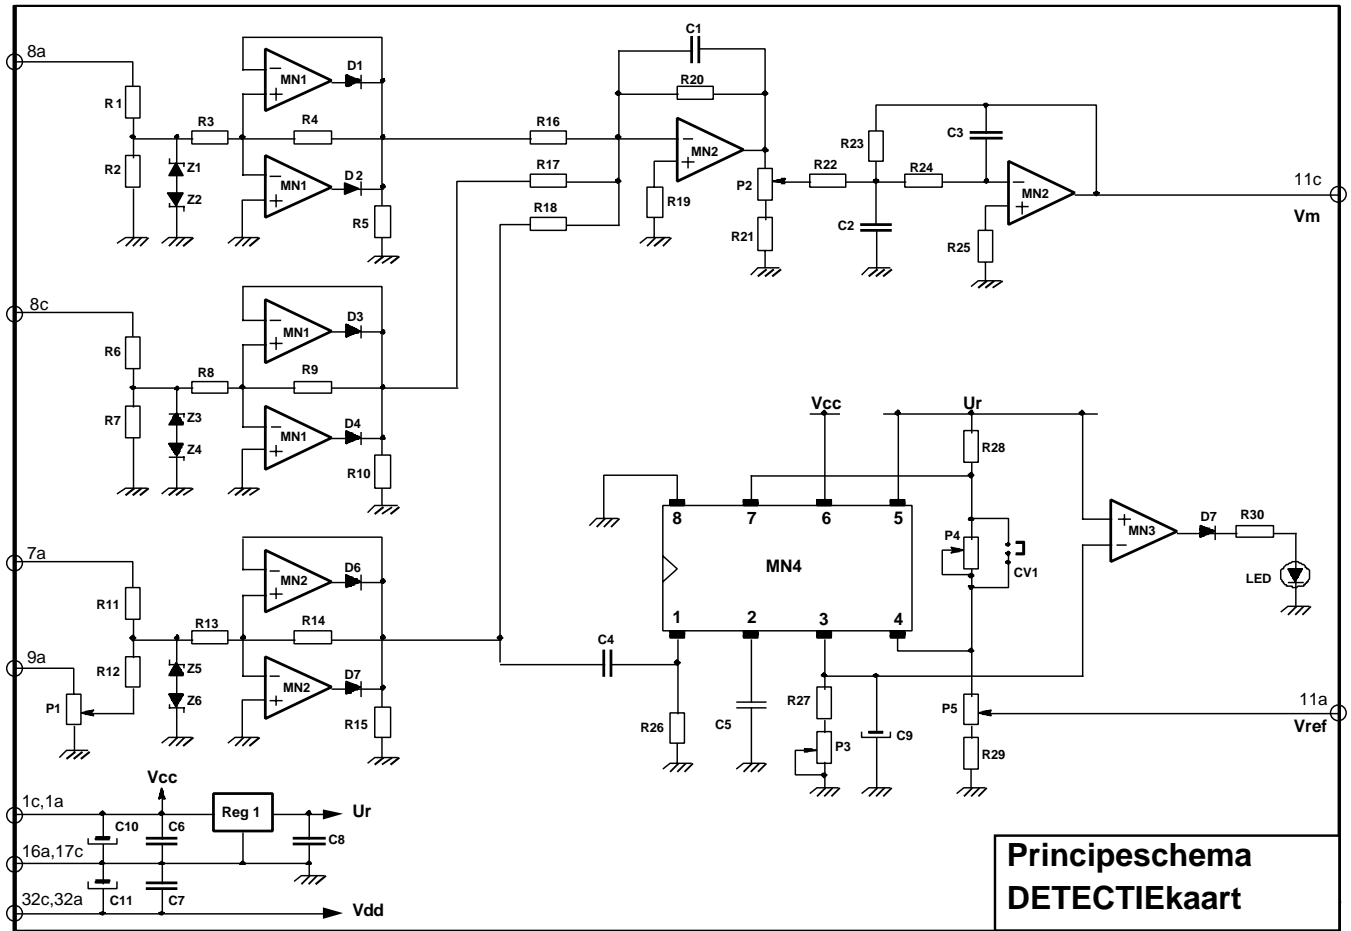 8a
R1
R2
Z1
Z2
R3
R4
MN1
D1
MN1
D2
R5
R16
R17
R18
C1
R20
MN2
R19
P2
R21
R22
R23
C2
R24
C3
MN2
R25
11c
Vm
8c
R6
R7
Z3
Z4
R8
R9
MN1
D3
MN1
D4
R10
7a
R11
R12
9a
P1
Z5
Z6
R13
R14
MN2
D6
MN2
D7
R15
C4
R26
Vcc
Ur
8 7 6 5
MN4
1 2 3 4
C5
R27
P3
C9
R28
P4
CV1
P5
R29
MN3
D7
R30
LED
11a
Vref
Vcc
1c,1a
C10
C6
Reg 1
C8
Ur
16a,17c
C11
C7
32c,32a
Vdd
Principeschema
DETECTIEkaart